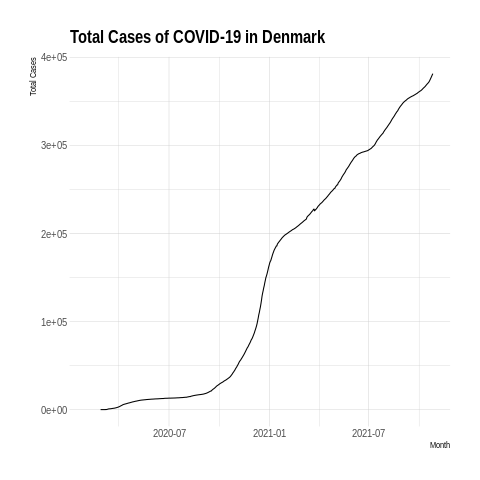 Total Cases of COVID-19 in Denmark
Total Cases
4e+05
3e+05
2e+05
1e+05
0e+00
2020-07 2021-01 2021-07
Month